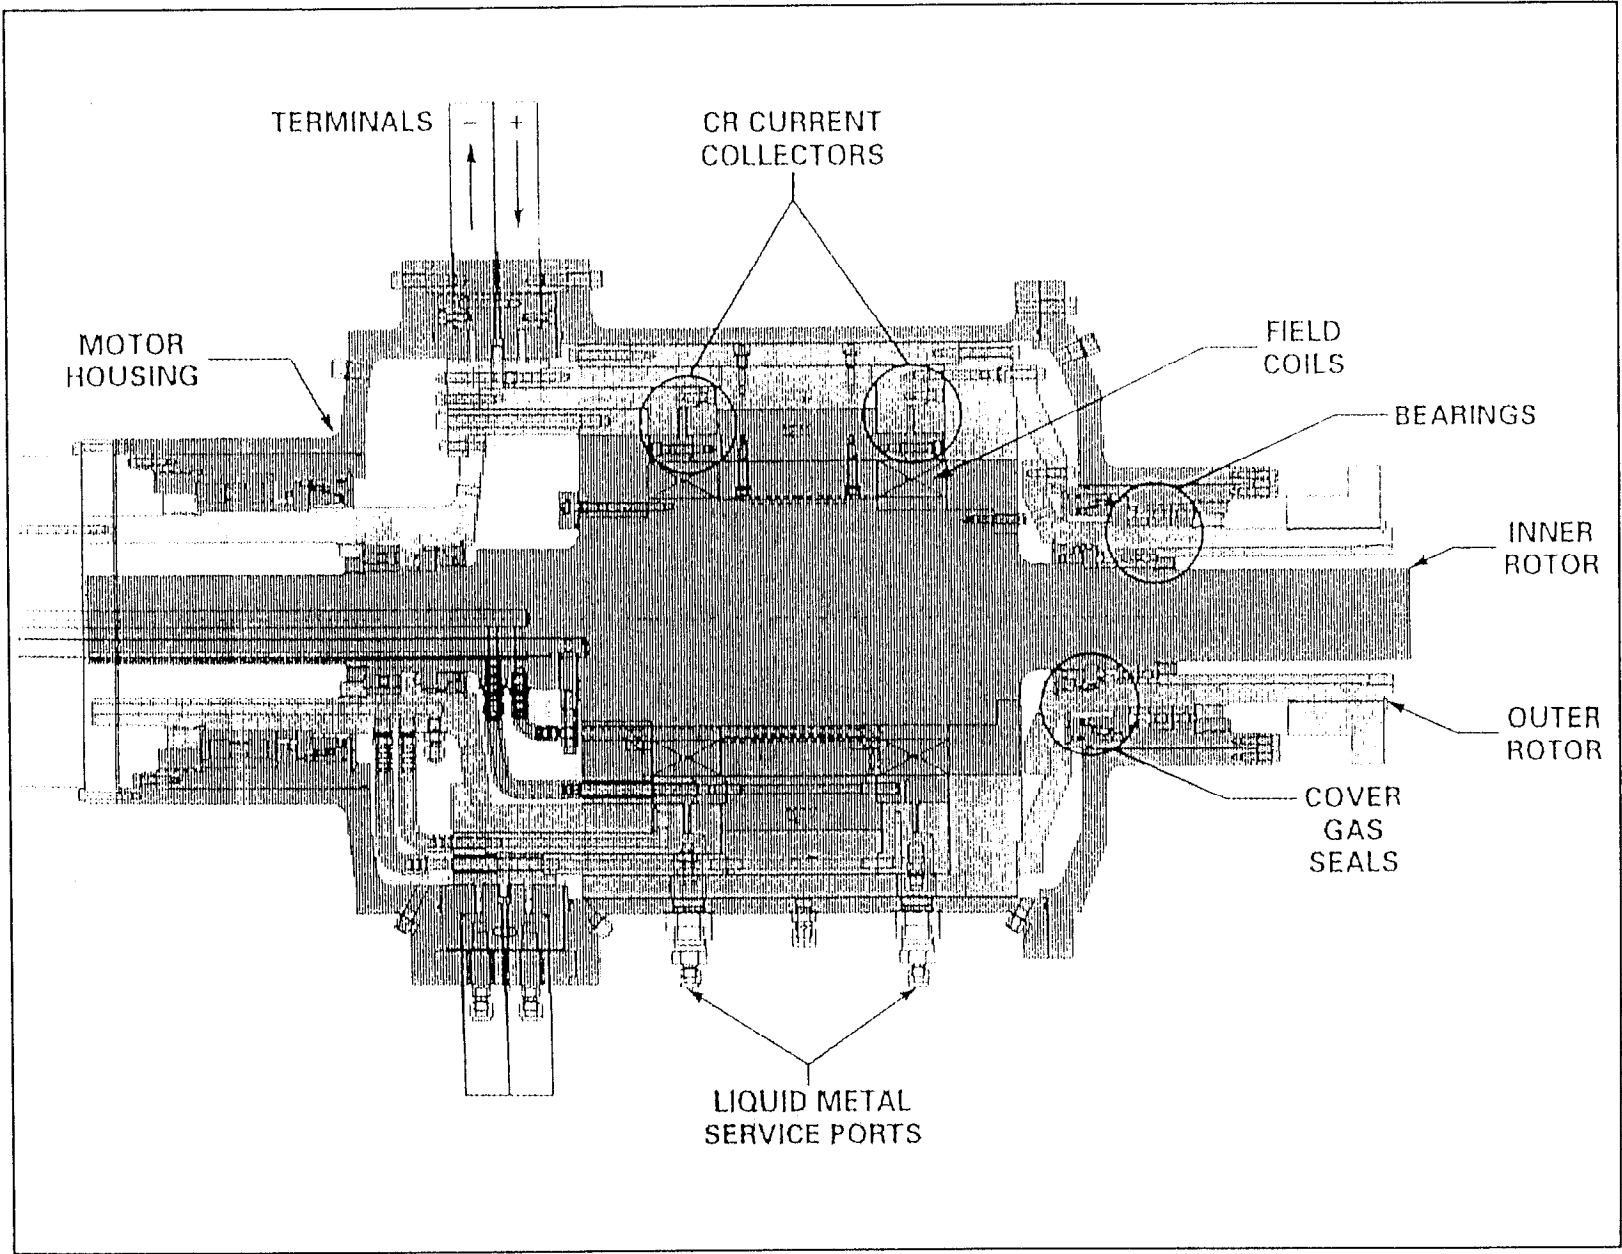 TERMINALS
−
+
CR CURRENT
COLLECTORS
MOTOR
HOUSING
FIELD
COILS
BEARINGS
INNER
ROTOR
OUTER
ROTOR
COVER
GAS
SEALS
LIQUID METAL
SERVICE PORTS